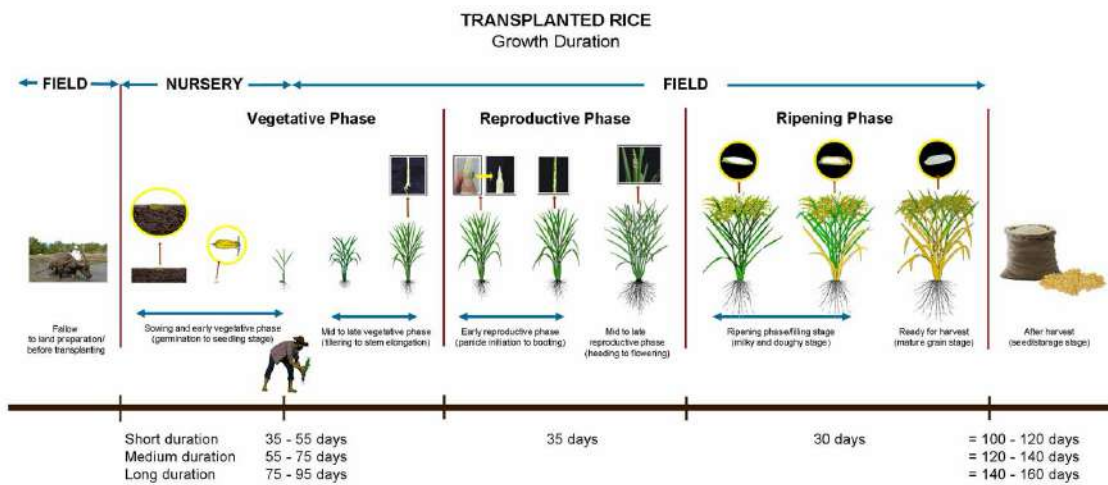 TRANSPLANTED RICE
Growth Duration
FIELD
NURSERY
FIELD
Vegetative Phase
Reproductive Phase
Ripening Phase
Fallow
to land preparation/
before transplanting
Sowing and early vegetative phase
(germination to seedling stage)
Mid to late vegetative phase
(tillering to stem elongation)
Early reproductive phase
(panicle initiation to booting)
Mid to late
reproductive phase
(heading to flowering)
Ripening phase/filling stage
(milky and doughy stage)
Ready for harvest
(mature grain stage)
After harvest
(seed/storage stage)
Short duration 35 - 55 days 35 days 30 days = 100 - 120 days
Medium duration 55 - 75 days = 120 - 140 days
Long duration 75 - 95 days = 140 - 160 days